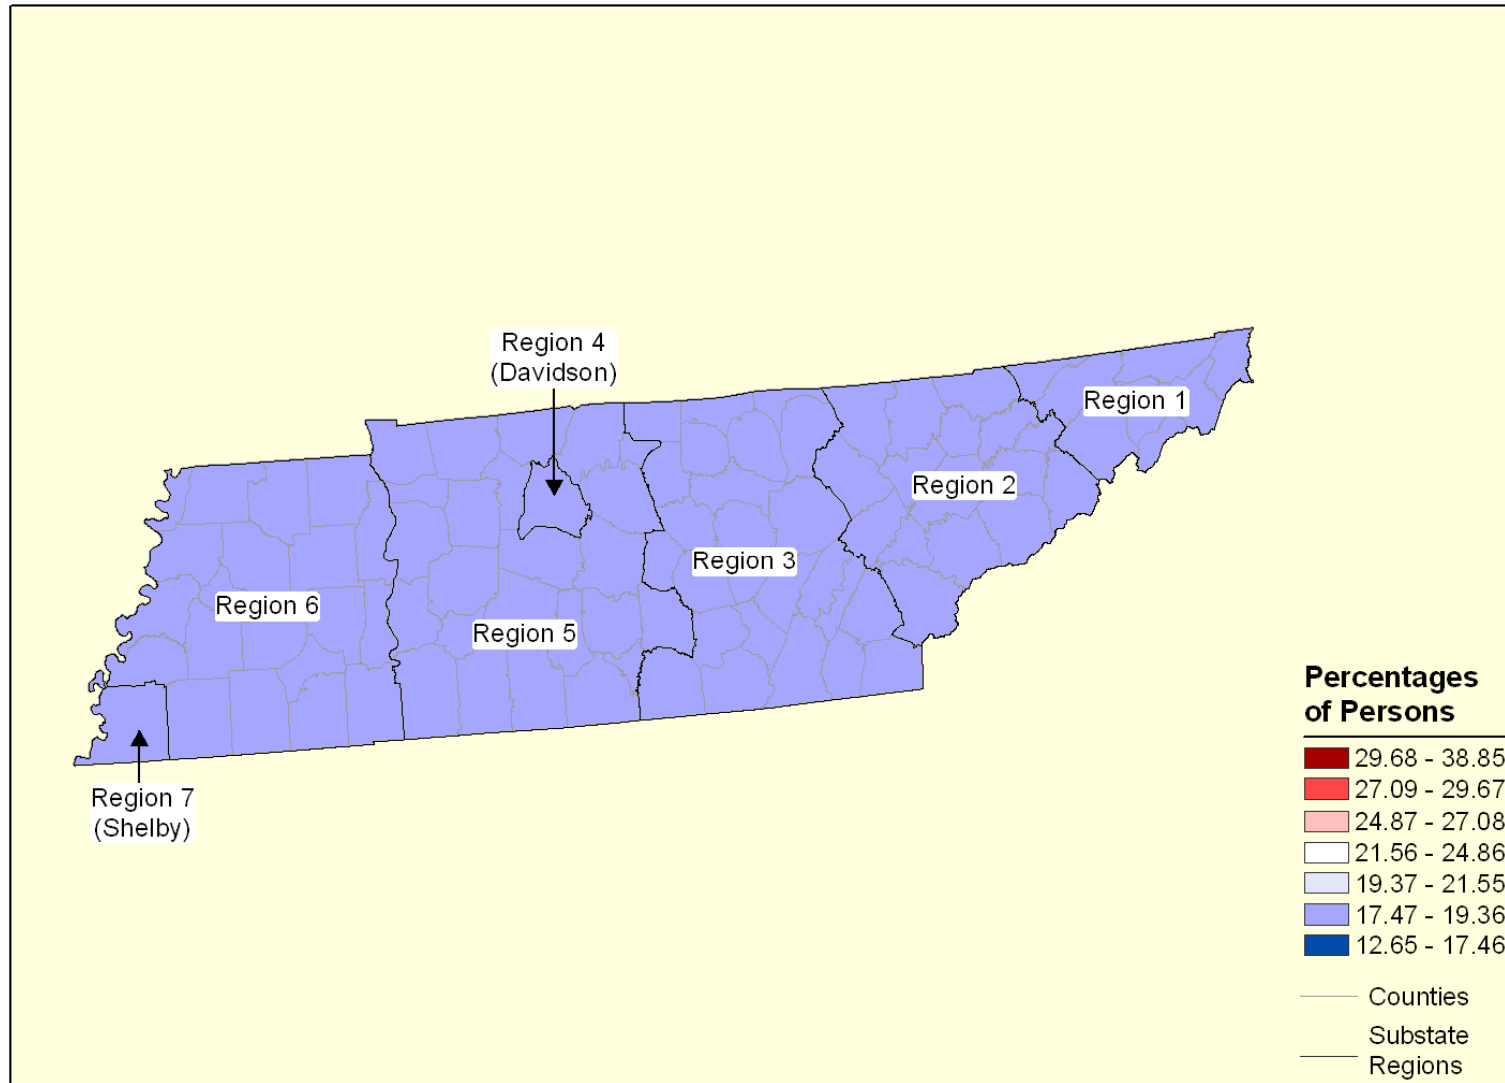 Region 4
(Davidson)
Region 1
Region 2
Region 3
Region 6
Region 5
Region 7
(Shelby)
Percentages
of Persons
29.68 - 38.85
27.09 - 29.67
24.87 - 27.08
21.56 - 24.86
19.37 - 21.55
17.47 - 19.36
12.65 - 17.46
Counties
Substate
Regions